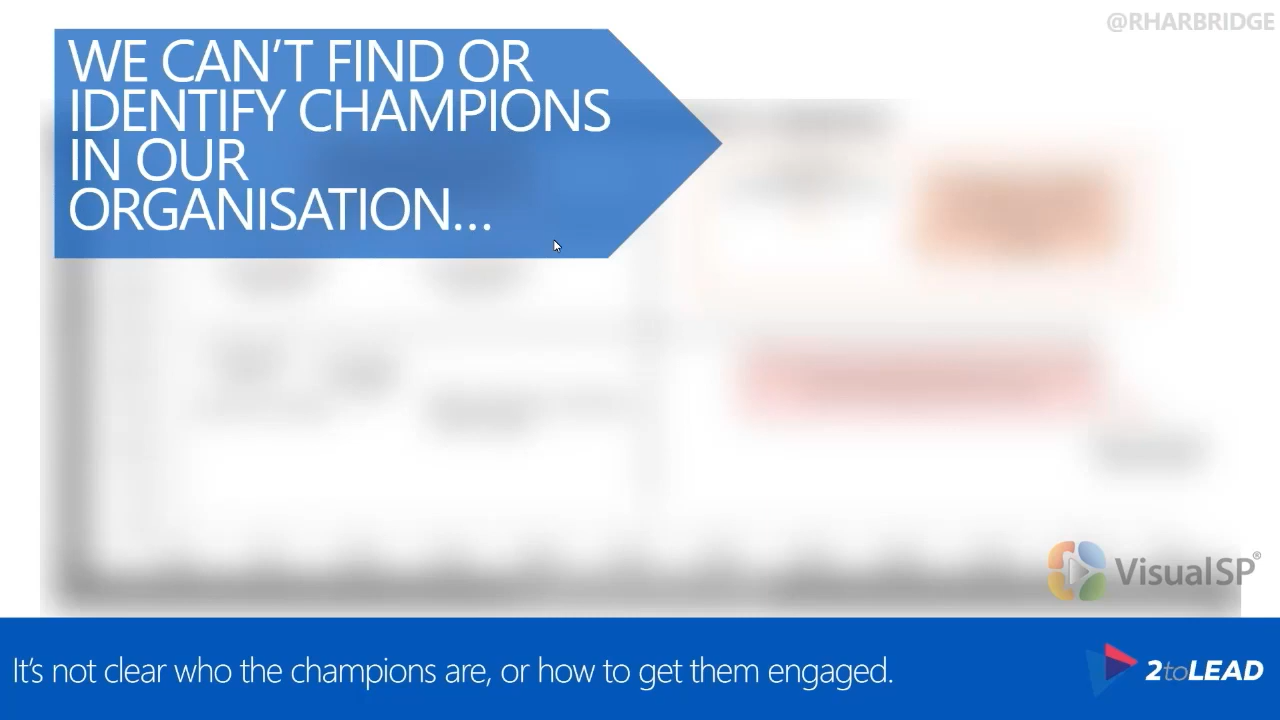 @RHARBRIDGE
WE CAN'T FIND OR
IDENTIFY CHAMPIONS
IN OUR
ORGANISATION...
VisualSP®
It's not clear who the champions are, or how to get them engaged.
2toLEAD